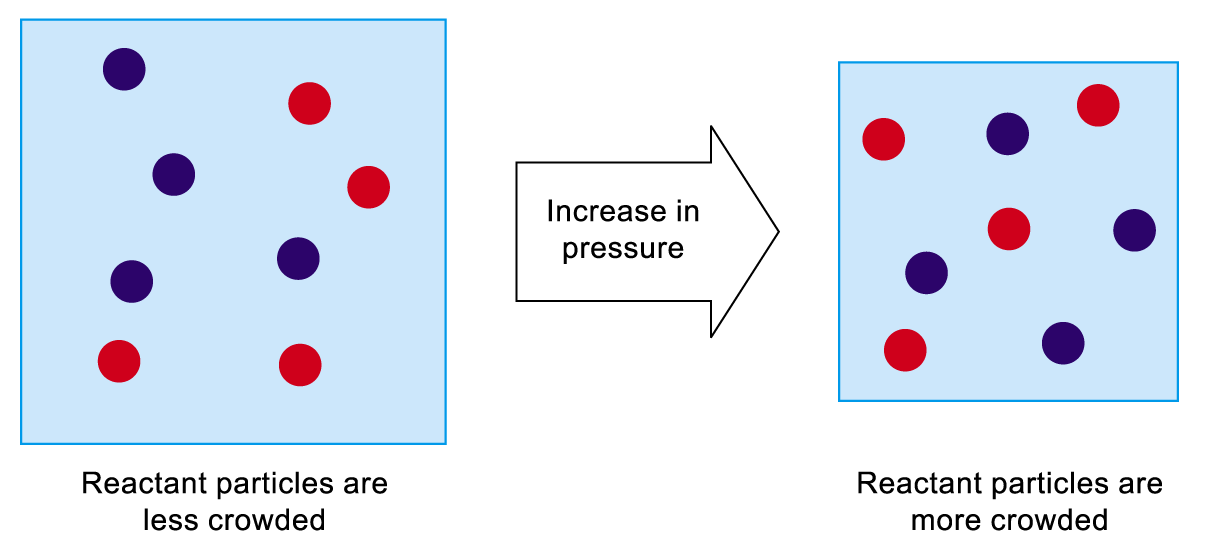 Increase in
pressure
Reactant particles are
less crowded
Reactant particles are
more crowded